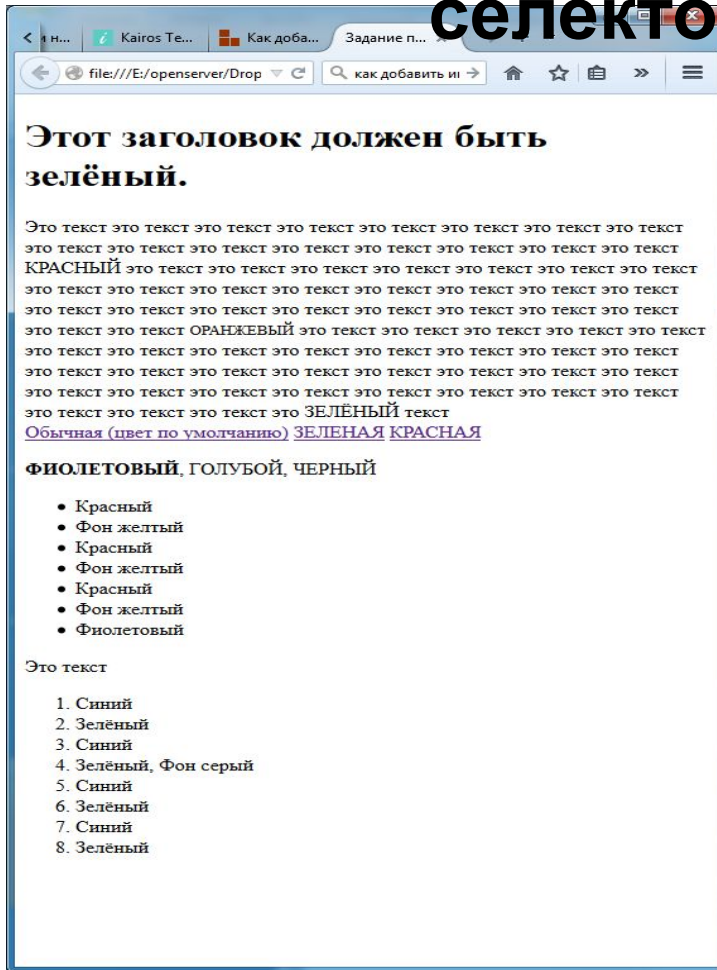 селекто
н...
Kairos Te...
Как доба...
Задание п...
file:///E:/openserver/Drop
как добавить
Этот заголовок должен быть
зелёный.
Это текст это текст это текст это текст это текст это текст это текст это текст
это текст это текст это текст это текст это текст это текст это текст это текст
КРАСНЫЙ это текст это текст это текст это текст это текст это текст это текст
это текст это текст это текст это текст это текст это текст это текст это текст
это текст это текст это текст это текст это текст это текст это текст это текст
это текст это текст ОРАНЖЕВЫЙ это текст это текст это текст это текст это текст
это текст это текст это текст это текст это текст это текст это текст это текст
это текст это текст это текст это текст это текст это текст это текст это текст
это текст это текст это текст это текст это текст это текст это текст это текст
это текст это текст это текст это ЗЕЛЁНЫЙ текст
Обычная (цвет по умолчанию) ЗЕЛЕНАЯ КРАСНАЯ
ФИОЛЕТОВЫЙ, ГОЛУБОЙ, ЧЕРНЫЙ
• Красный
• Фон желтый
• Красный
• Фон желтый
• Красный
• Фон желтый
• Фиолетовый
Это текст
1. Синий
2. Зелёный
3. Синий
4. Зелёный, Фон серый
5. Синий
6. Зелёный
7. Синий
8. Зелёный